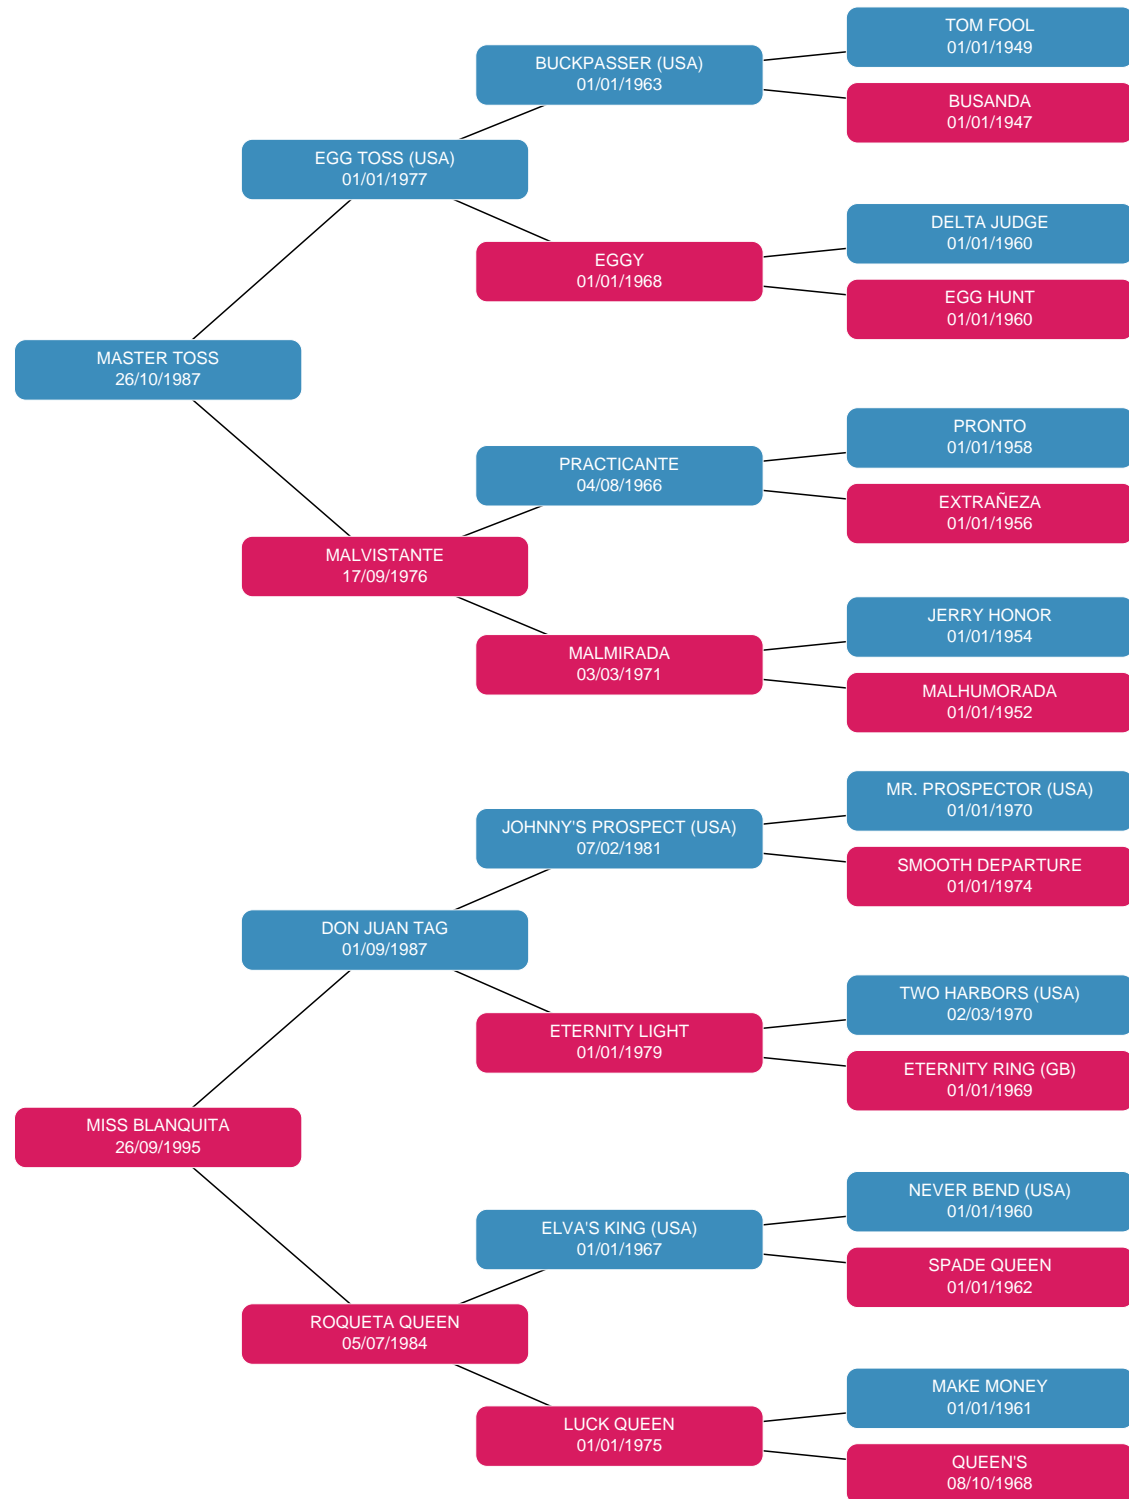 TOM FOOL
01/01/1949
BUCKPASSER (USA)
01/01/1963
BUSANDA
01/01/1947
EGG TOSS (USA)
01/01/1977
DELTA JUDGE
01/01/1960
EGGY
01/01/1968
EGG HUNT
01/01/1960
MASTER TOSS
26/10/1987
PRONTO
01/01/1958
PRACTICANTE
04/08/1966
EXTRAÑEZA
01/01/1956
MALVISTANTE
17/09/1976
JERRY HONOR
01/01/1954
MALMIRADA
03/03/1971
MALHUMORADA
01/01/1952
MR. PROSPECTOR (USA)
01/01/1970
JOHNNY'S PROSPECT (USA)
07/02/1981
SMOOTH DEPARTURE
01/01/1974
DON JUAN TAG
01/09/1987
TWO HARBORS (USA)
02/03/1970
ETERNITY LIGHT
01/01/1979
ETERNITY RING (GB)
01/01/1969
MISS BLANQUITA
26/09/1995
NEVER BEND (USA)
01/01/1960
ELVA'S KING (USA)
01/01/1967
SPADE QUEEN
01/01/1962
ROQUETA QUEEN
05/07/1984
MAKE MONEY
01/01/1961
LUCK QUEEN
01/01/1975
QUEEN'S
08/10/1968